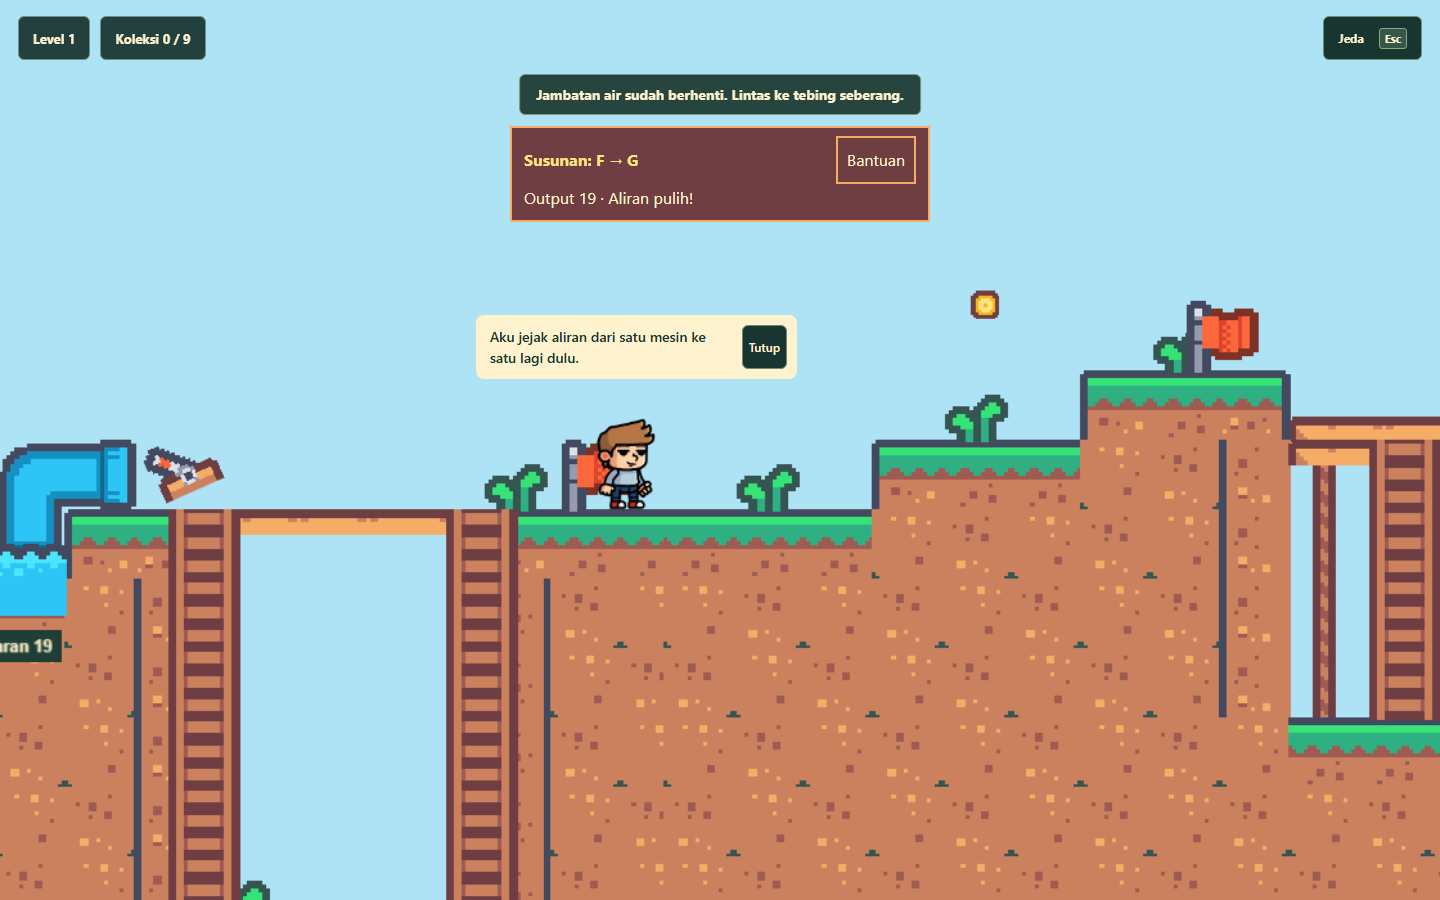 Level 1
Koleksi 0 / 9
Jeda Esc
Jambatan air sudah berhenti. Lintas ke tebing seberang.
Susunan: F → G
Bantuan
Output 19 · Aliran pulih!
Aku jejak aliran dari satu mesin ke
satu lagi dulu.
Tutup
19